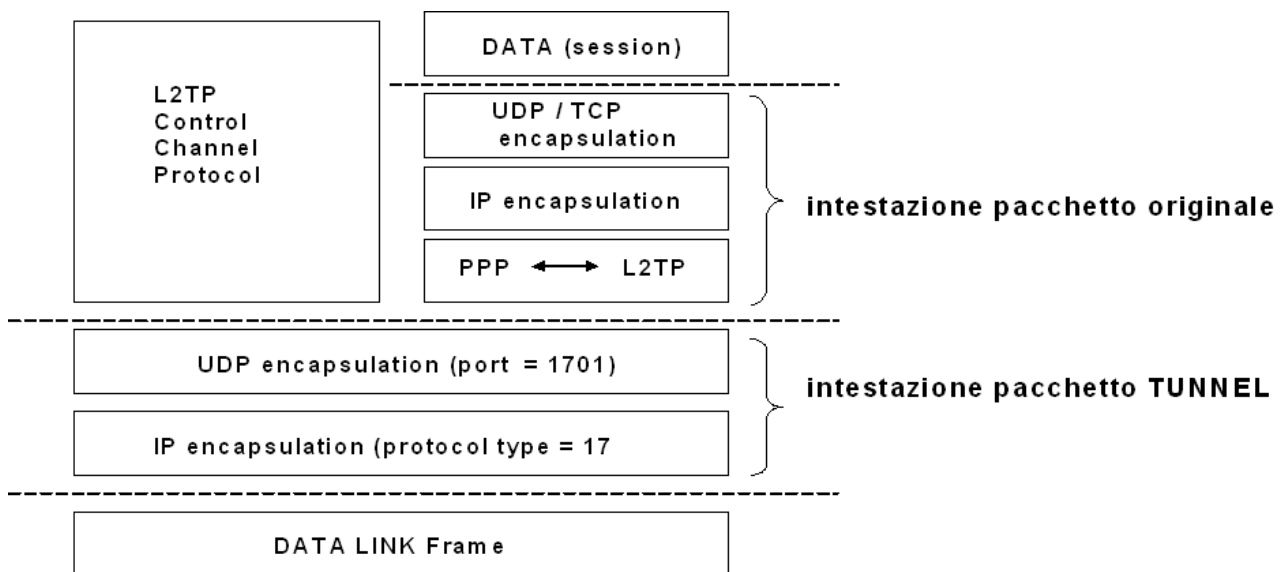 L2TP
Control
Channel
Protocol
DATA (session)
UDP / TCP
encapsulation
IP encapsulation
PPP L2TP
intestazione pacchetto originale
UDP encapsulation (port = 1701)
IP encapsulation (protocol type = 17
intestazione pacchetto TUNNEL
DATA LINK Frame